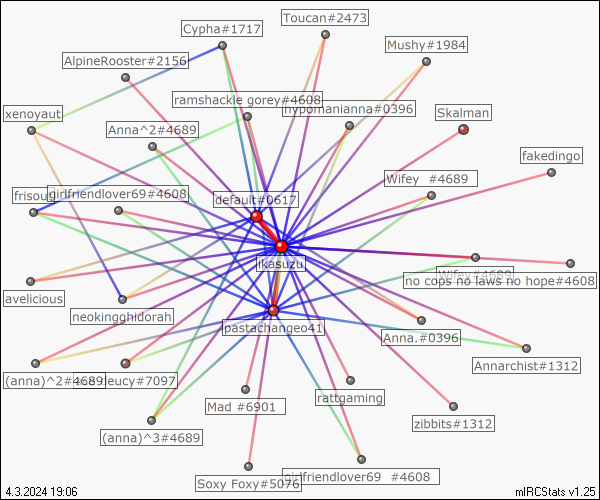 Toucan#2473
Cypha#1717
Mushy#1984
AlpineRooster#2156
xenoyaut
ramshackle gorey#4608
nypomanianna#0396
Skalman
Anna^2#4689
fakedingo
Wifey #4689
frisoug
girlfriendlover69#4608
default#0617
ikasuzu
Wifey#4689
no cops no laws no hope#4608
avelicious
neokingghidorah
pastachangeo41
Anna.#0396
Annarchist#1312
(anna)^2#4689
leucy#7097
rattgaming
Mad #6901
zibbits#1312
(anna)^3#4689
Soxy Foxy#5076
girlfriendlover69 #4608
4.3.2024 19:06
mIRCStats v1.25